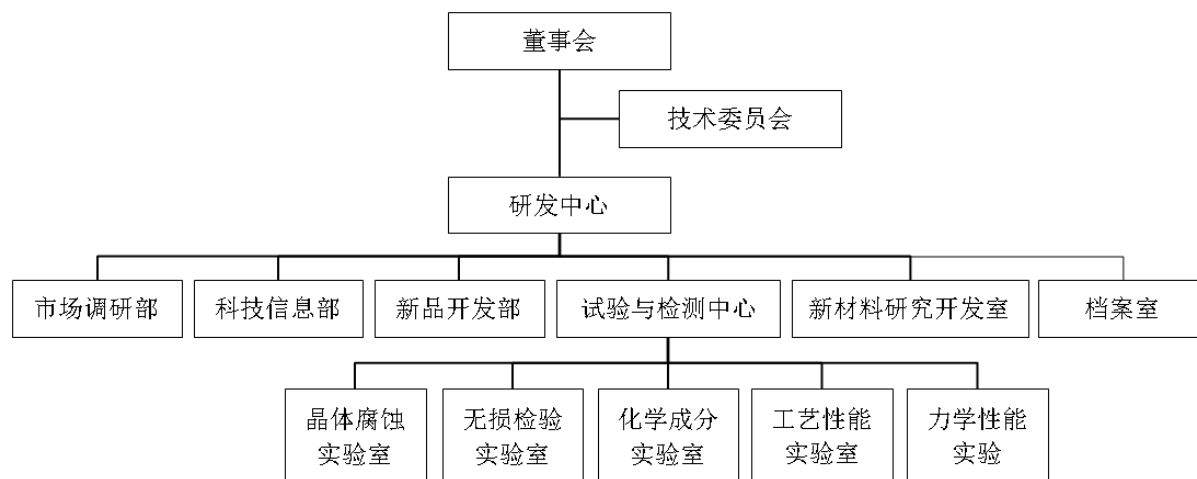 董事会
技术委员会
研发中心
市场调研部
科技信息部
新品开发部
试验与检测中心
新材料研究开发室
档案室
晶体腐蚀
实验室
无损检验
实验室
化学成分
实验室
工艺性能
实验室
力学性能
实验